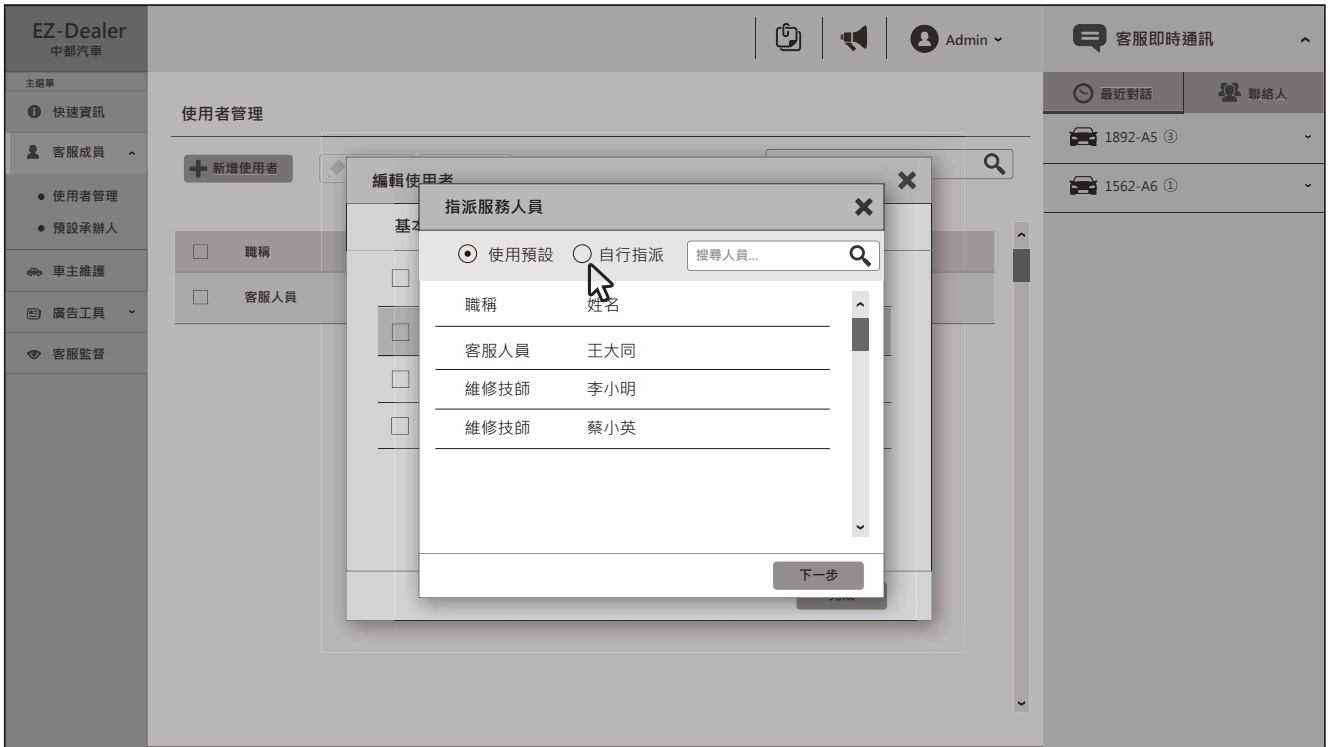 EZ-Dealer
中都汽車
主選單
快速資訊
客服成員
使用者管理
預設承辦人
車主維護
廣告工具
客服監督
Admin
使用者管理
新增使用者
職稱
客服人員
編輯使用者
基本
指派服務人員
使用預設 自行指派 搜尋人員...
職稱 姓名
客服人員 王大同
維修技師 李小明
維修技師 蔡小英
下一步
客服即時通訊
最近對話 聯絡人
1892-A5 ③
1562-A6 ①